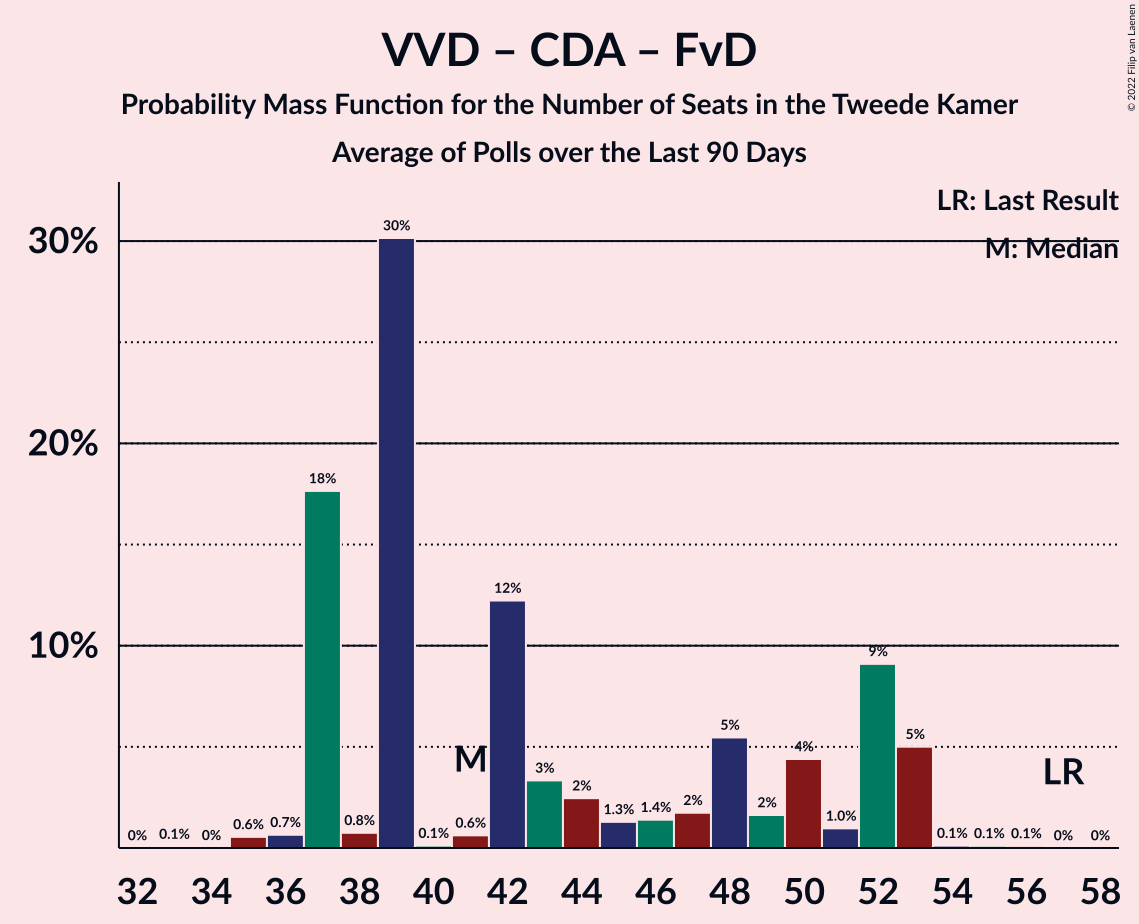 VVD – CDA – FvD
Probability Mass Function for the Number of Seats in the Tweede Kamer
Average of Polls over the Last 90 Days
© 2022 Filip van Laenen
LR: Last Result
M: Median
30%
20%
10%
0% 0.1% 0% 0.6% 0.7% 18% 0.8% 30% 0.1% 0.6% 12% 3% 2% 1.3% 1.4% 2% 5% 2% 4% 1.0% 9% 5% 0.1% 0.1% 0.1% 0% 0%
M
LR
32 34 36 38 40 42 44 46 48 50 52 54 56 58